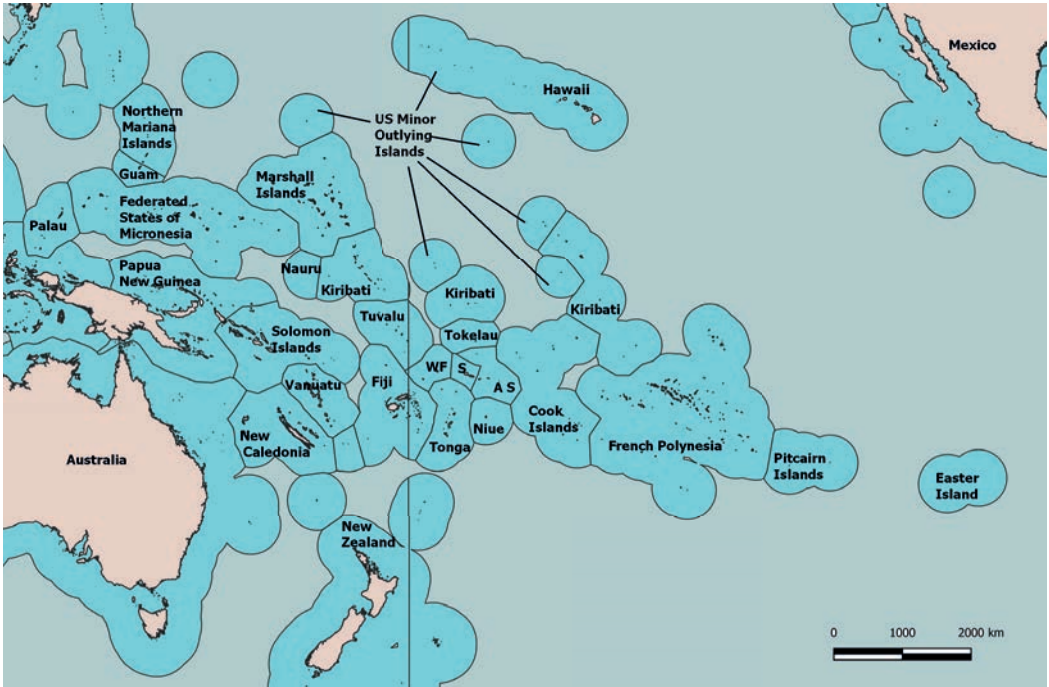 Mexico
Hawaii
US Minor
Outlying
Islands
Northern
Mariana
Islands
Guam
Marshall
Islands
Federated
States of
Micronesia
Palau
Papua
New Guinea
Nauru
Kiribati
Kiribati
Kiribati
Tuvalu
Tokelau
Solomon
Islands
WF
S
A S
Vanuatu
Fiji
Cook
Islands
Niue
Tonga
New
Caledonia
French Polynesia
Pitcairn
Islands
Easter
Island
Australia
New
Zealand
0 1000 2000 km